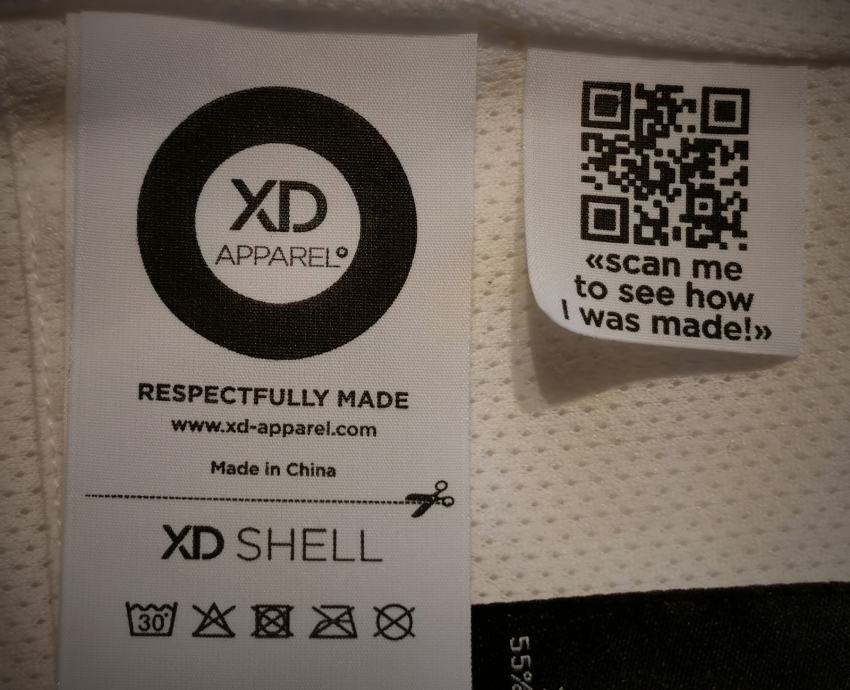 XD
APPAREL
RESPECTFULLY MADE
www.xd-apparel.com
Made in China
XD SHELL
30°
«scan me
to see how
I was made!»
55%